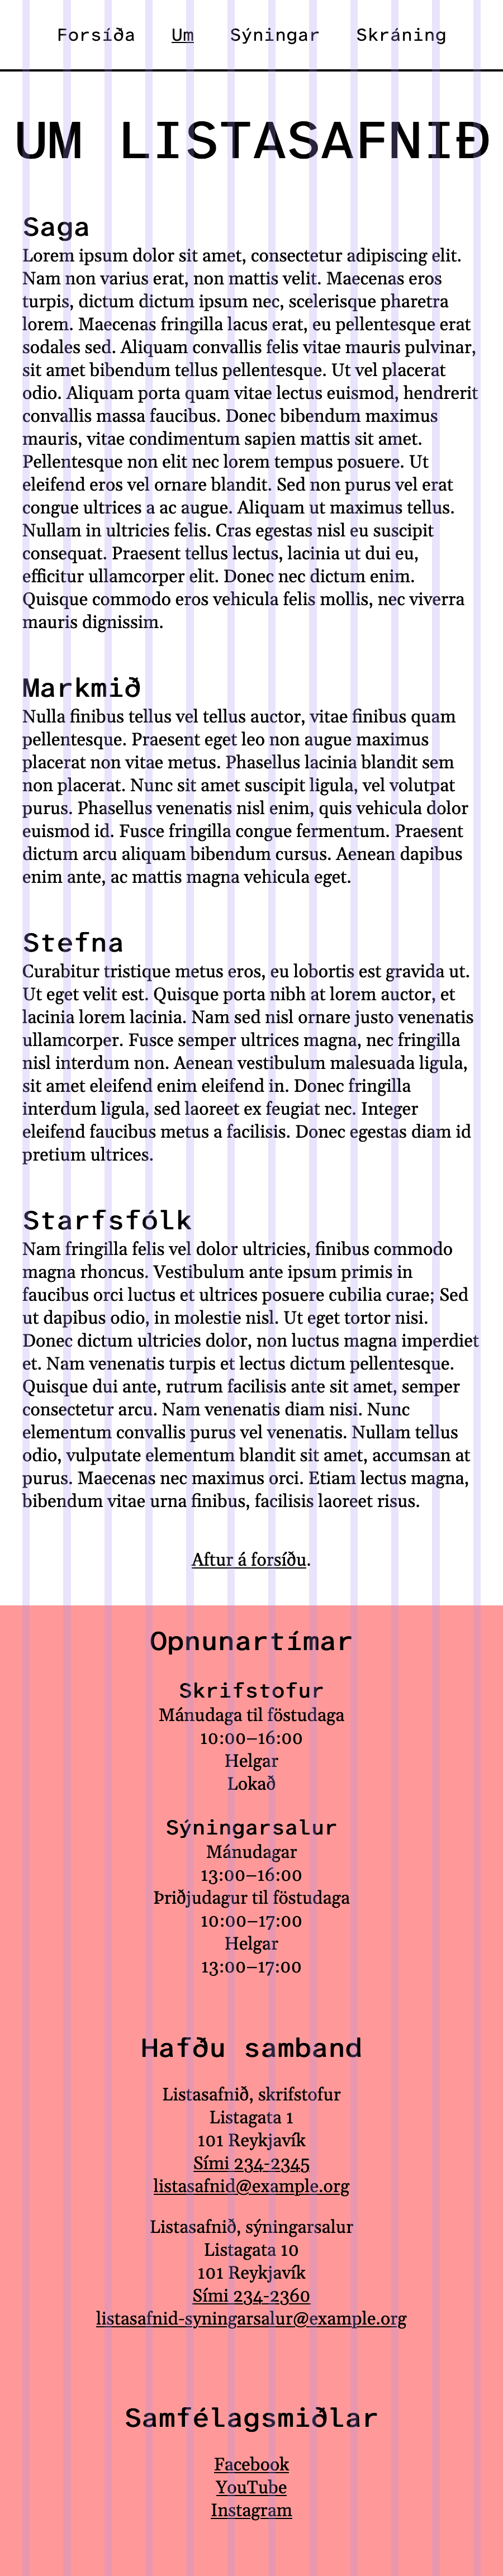 Forsíða Um Sýningar Skráning
UM LISTASAFNIÐ
Saga
Lorem ipsum dolor sit amet, consectetur adipiscing elit.
Nam non varius erat, non mattis velit. Maecenas eros
turpis, dictum dictum ipsum nec, scelerisque pharetra
lorem. Maecenas fringilla lacus erat, eu pellentesque erat
sodales sed. Aliquam convallis felis vitae mauris pulvinar,
sit amet bibendum tellus pellentesque. Ut vel placerat
odio. Aliquam porta quam vitae lectus euismod, hendrerit
convallis massa faucibus. Donec bibendum maximus
mauris, vitae condimentum sapien mattis sit amet.
Pellentesque non elit nec lorem tempus posuere. Ut
eleifend eros vel ornare blandit. Sed non purus vel erat
congue ultrices a ac augue. Aliquam ut maximus tellus.
Nullam in ultricies felis. Cras egestas nisl eu suscipit
consequat. Praesent tellus lectus, lacinia ut dui eu,
efficitur ullamcorper elit. Donec nec dictum enim.
Quisque commodo eros vehicula felis mollis, nec viverra
mauris dignissim.
Markmið
Nulla finibus tellus vel tellus auctor, vitae finibus quam
pellentesque. Praesent eget leo non augue maximus
placerat non vitae metus. Phasellus lacinia blandit sem
non placerat. Nunc sit amet suscipit ligula, vel volutpat
purus. Phasellus venenatis nisl enim, quis vehicula dolor
euismod id. Fusce fringilla congue fermentum. Praesent
dictum arcu aliquam bibendum cursus. Aenean dapibus
enim ante, ac mattis magna vehicula eget.
Stefna
Curabitur tristique metus eros, eu lobortis est gravida ut.
Ut eget velit est. Quisque porta nibh at lorem auctor, et
lacinia lorem lacinia. Nam sed nisl ornare justo venenatis
ullamcorper. Fusce semper ultrices magna, nec fringilla
nisl interdum non. Aenean vestibulum malesuada ligula,
sit amet eleifend enim eleifend in. Donec fringilla
interdum ligula, sed laoreet ex feugiat nec. Integer
eleifend faucibus metus a facilisis. Donec egestas diam id
pretium ultrices.
Starfsfólk
Nam fringilla felis vel dolor ultricies, finibus commodo
magna rhoncus. Vestibulum ante ipsum primis in
faucibus orci luctus et ultrices posuere cubilia curae; Sed
ut dapibus odio, in molestie nisl. Ut eget tortor nisi.
Donec dictum ultricies dolor, non luctus magna imperdiet
et. Nam venenatis turpis et lectus dictum pellentesque.
Quisque dui ante, rutrum facilisis ante sit amet, semper
consectetur arcu. Nam venenatis diam nisi. Nunc
elementum convallis purus vel venenatis. Nullam tellus
odio, vulputate elementum blandit sit amet, accumsan at
purus. Maecenas nec maximus orci. Etiam lectus magna,
bibendum vitae urna finibus, facilisis laoreet risus.
Aftur á forsíðu.
Opnunartímar
Skrifstofur
Mánudaga til föstudaga
10:00–16:00
Helgar
Lokað
Sýningarsalur
Mánudagar
13:00–16:00
Þriðjudagur til föstudaga
10:00–17:00
Helgar
13:00–17:00
Hafðu samband
Listasafnið, skrifstofur
Listagata 1
101 Reykjavík
Sími 234-2345
listasafnid@example.org
Listasafnið, sýningarsalur
Listagata 10
101 Reykjavík
Sími 234-2360
listasafnid-syningarsalur@example.org
Samfélagsmiðlar
Facebook
YouTube
Instagram